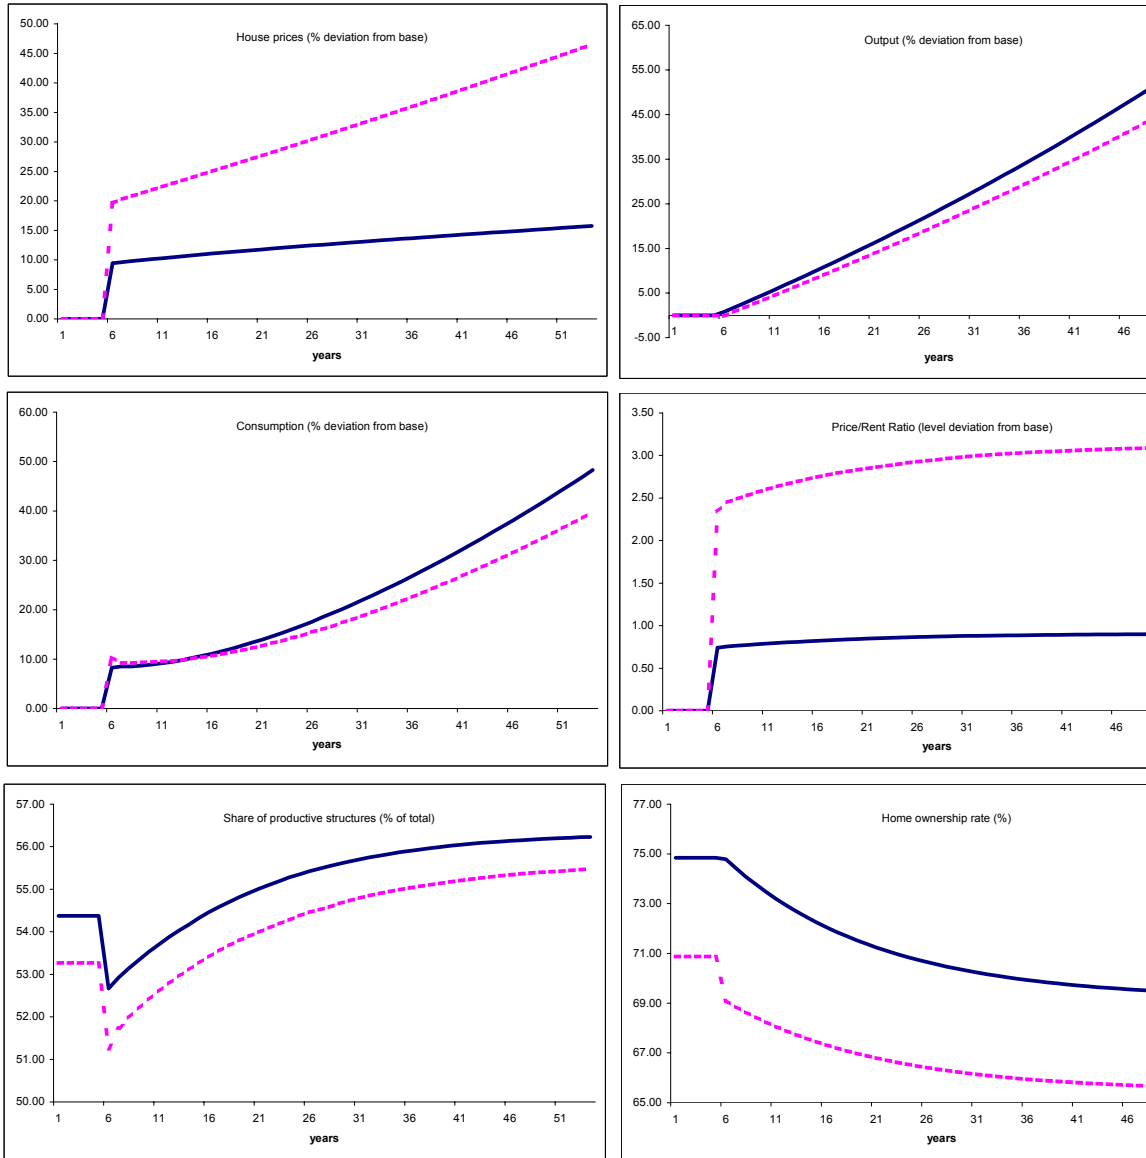 House prices (% deviation from base)
50.00
45.00
40.00
35.00
30.00
25.00
20.00
15.00
10.00
5.00
0.00
1 6 11 16 21 26 31 36 41 46 51
years
Output (% deviation from base)
65.00
55.00
45.00
35.00
25.00
15.00
5.00
-5.00
1 6 11 16 21 26 31 36 41 46
years
Consumption (% deviation from base)
60.00
50.00
40.00
30.00
20.00
10.00
0.00
1 6 11 16 21 26 31 36 41 46 51
years
Price/Rent Ratio (level deviation from base)
3.50
3.00
2.50
2.00
1.50
1.00
0.50
0.00
1 6 11 16 21 26 31 36 41 46
years
Share of productive structures (% of total)
57.00
56.00
55.00
54.00
53.00
52.00
51.00
50.00
1 6 11 16 21 26 31 36 41 46 51
years
Home ownership rate (%)
77.00
75.00
73.00
71.00
69.00
67.00
65.00
1 6 11 16 21 26 31 36 41 46
years